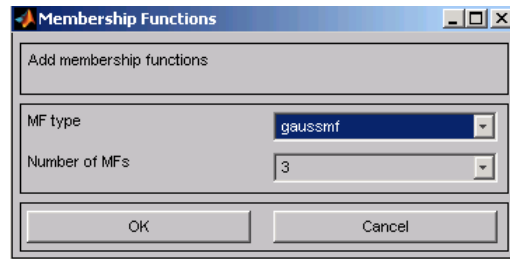 Membership Functions
Add membership functions
MF type
gaussmf
Number of MFs
3
OK
Cancel